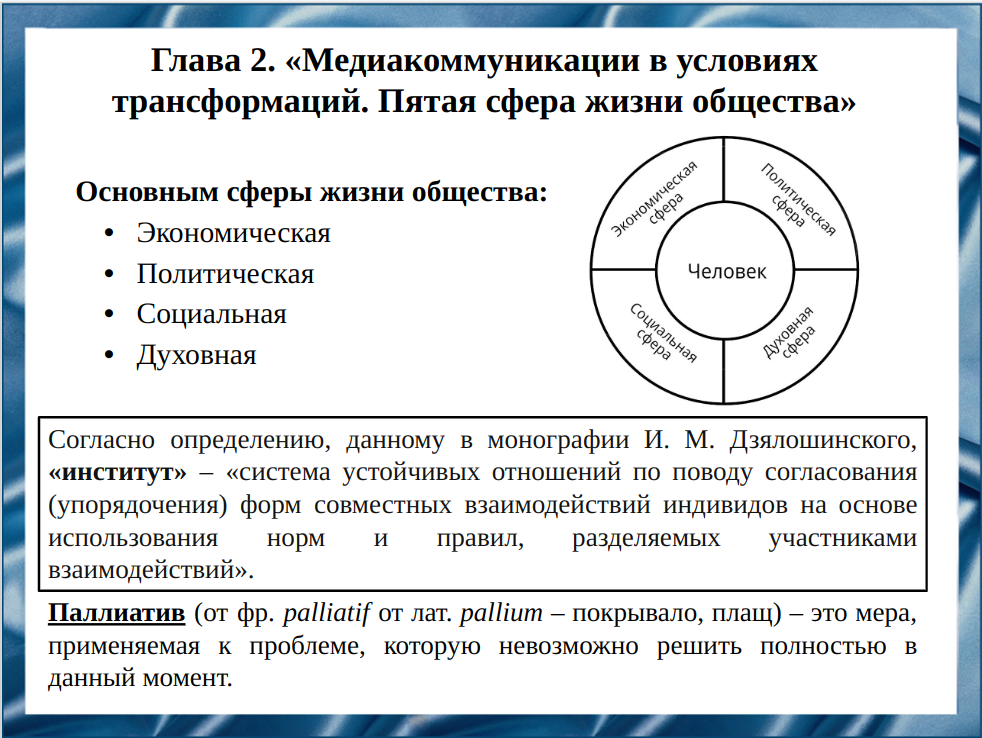 Глава 2. «Медиакоммуникации в условиях
трансформаций. Пятая сфера жизни общества»
Основным сферы жизни общества:
• Экономическая
• Политическая
• Социальная
• Духовная
Экономическая
сфера
Политическая
сфера
Человек
Социальная
сфера
Духовная
сфера
Согласно определению, данному в монографии И. М. Дзялошинского,
«институт» – «система устойчивых отношений по поводу согласования
(упорядочения) форм совместных взаимодействий индивидов на основе
использования норм и правил, разделяемых участниками
взаимодействий».
Паллиатив (от фр. palliatif от лат. pallium – покрывало, плащ) – это мера,
применяемая к проблеме, которую невозможно решить полностью в
данный момент.